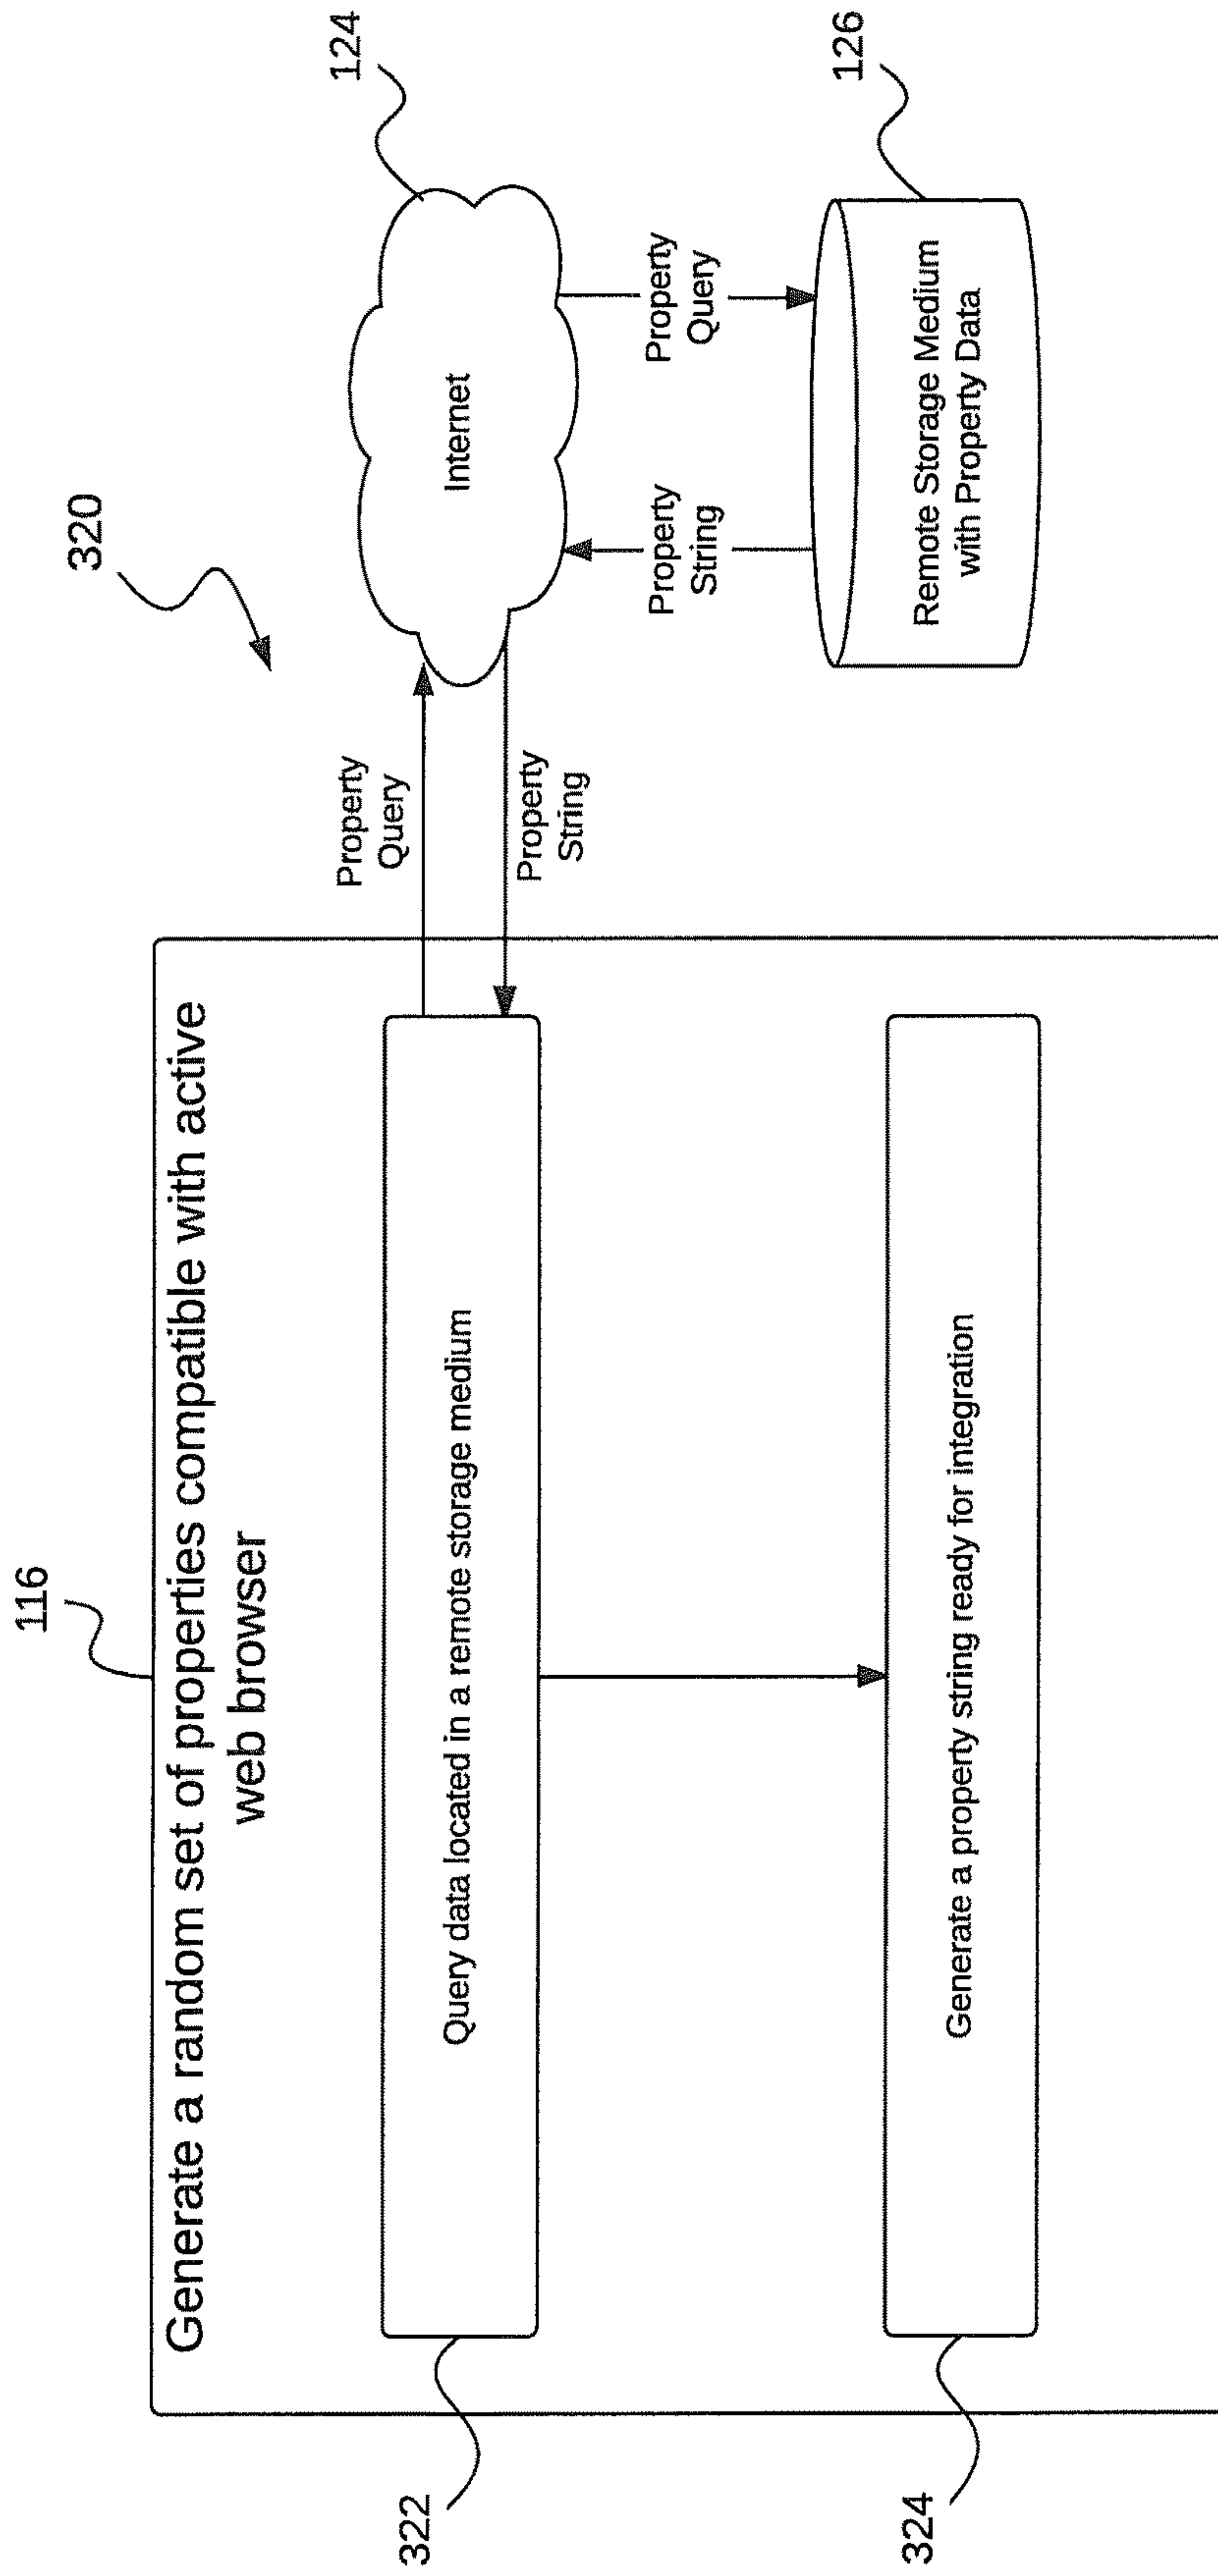 320
116
Generate a random set of properties compatible with active
web browser
322
Query data located in a remote storage medium
Property
Query
Property
String
Internet
124
324
Generate a property string ready for integration
Property
String
Property
Query
Remote Storage Medium
with Property Data
126